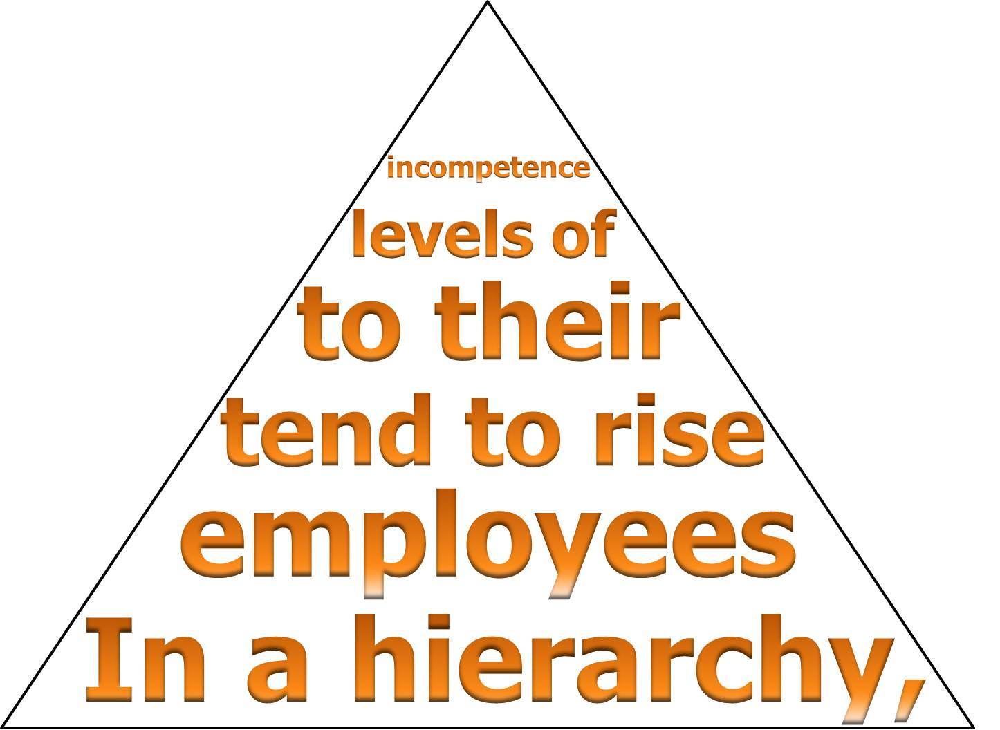 incompetence
levels of
to their
tend to rise
employees
In a hierarchy,